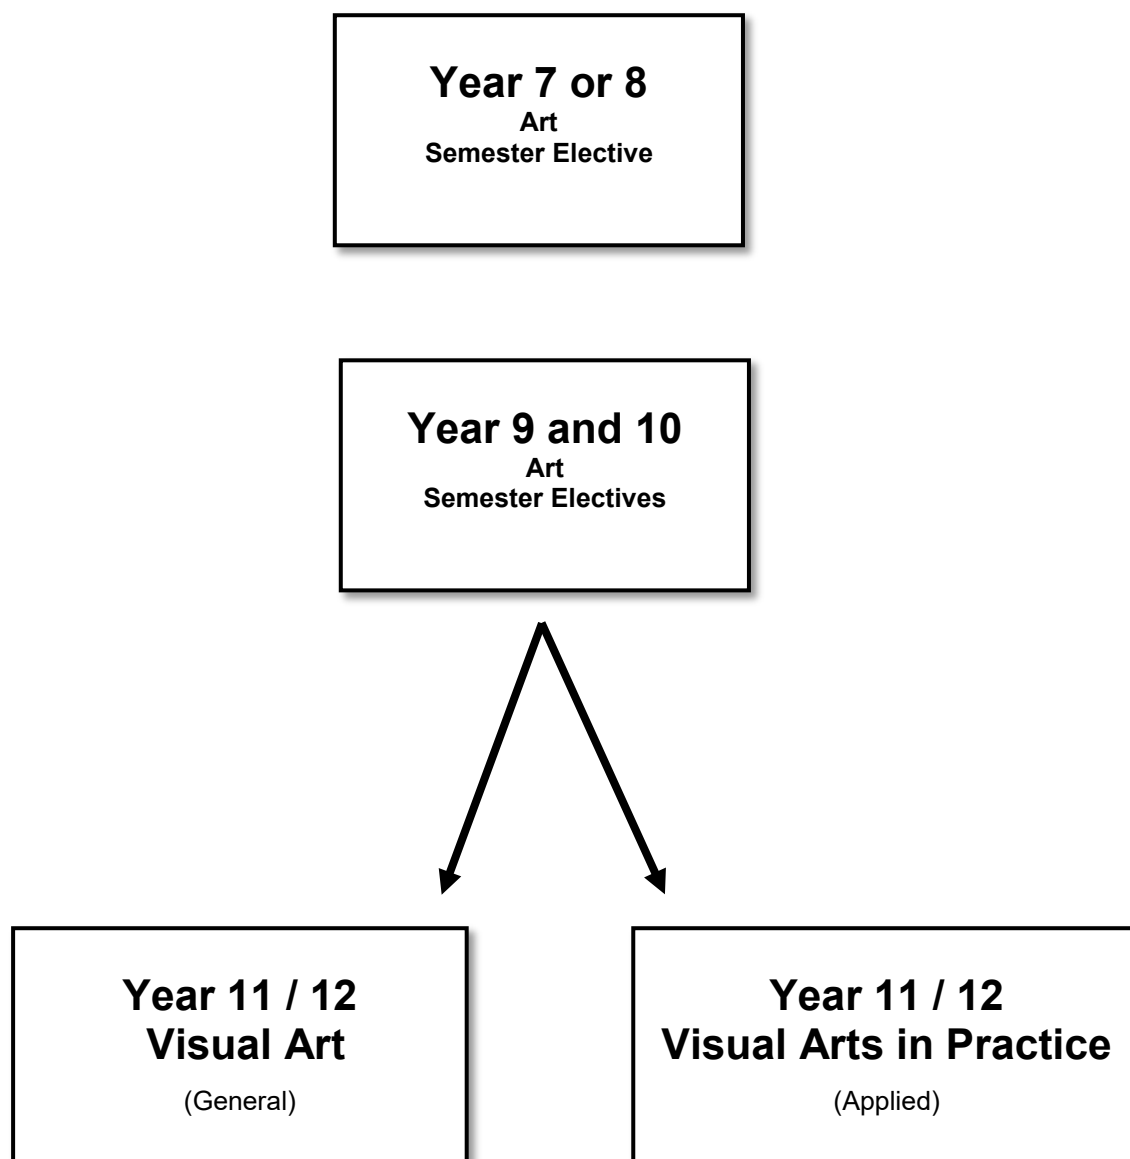 Year 7 or 8
Art
Semester Elective
Year 9 and 10
Art
Semester Electives
Year 11 / 12
Visual Art
(General)
Year 11 / 12
Visual Arts in Practice
(Applied)